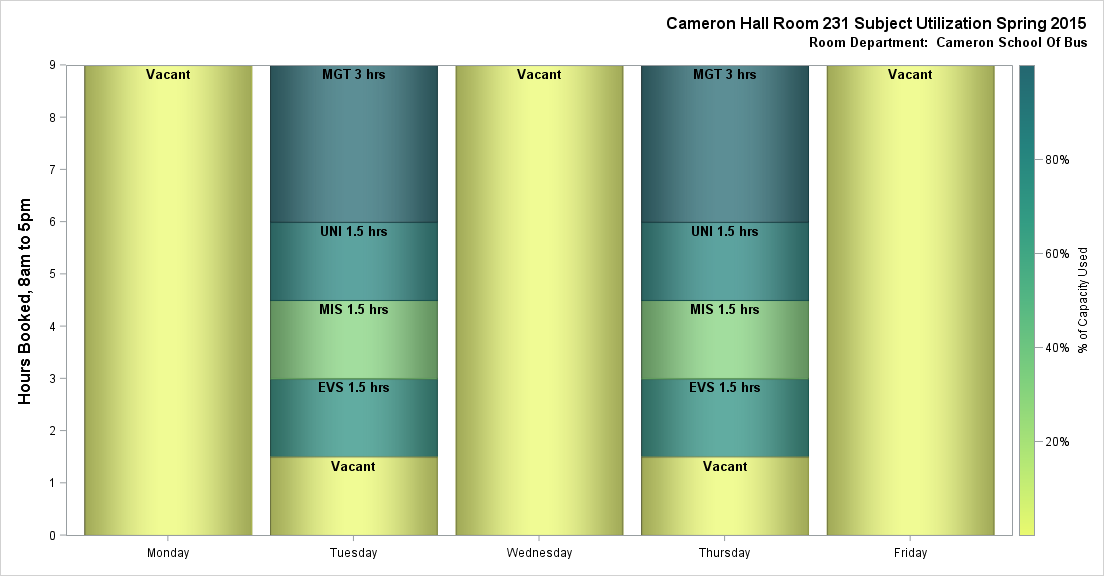 Cameron Hall Room 231 Subject Utilization Spring 2015
Room Department:  Cameron School Of Bus
Hours Booked, 8am to 5pm
9
8
7
6
5
4
3
2
1
0
Vacant
MGT 3 hrs
UNI 1.5 hrs
MIS 1.5 hrs
EVS 1.5 hrs
Vacant
Vacant
MGT 3 hrs
UNI 1.5 hrs
MIS 1.5 hrs
EVS 1.5 hrs
Vacant
Vacant
Monday
Tuesday
Wednesday
Thursday
Friday
80%
60%
40%
20%
% of Capacity Used